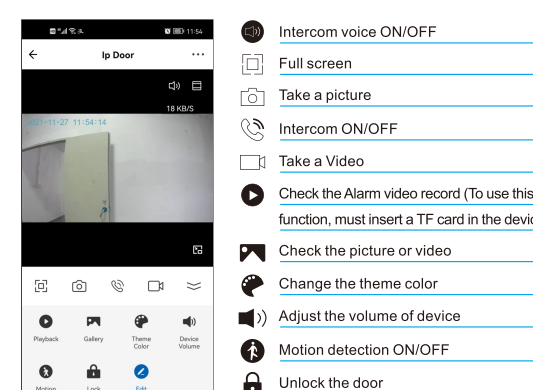 11:54
Ip Door
18 KB/S
2021-11-27 11:54:14
Playback
Gallery
Theme
Color
Device
Volume
Motion
Lock
Edit
Intercom voice ON/OFF
Full screen
Take a picture
Intercom ON/OFF
Take a Video
Check the Alarm video record (To use this
function, must insert a TF card in the devic
Check the picture or video
Change the theme color
Adjust the volume of device
Motion detection ON/OFF
Unlock the door